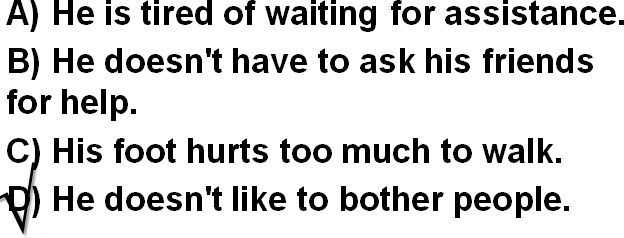 A) He is tired of waiting for assistance.
B) He doesn't have to ask his friends
for help.
C) His foot hurts too much to walk.
D) He doesn't like to bother people.